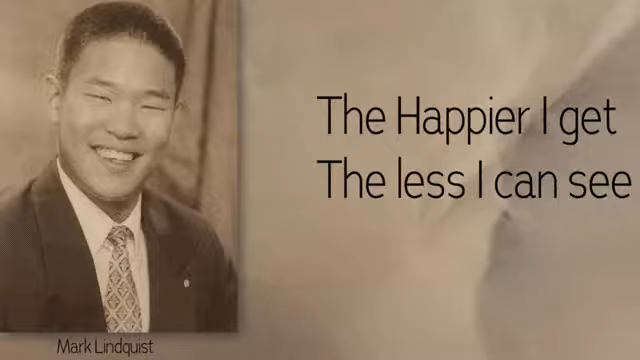 The Happier I get
The less I can see
Mark Lindquist